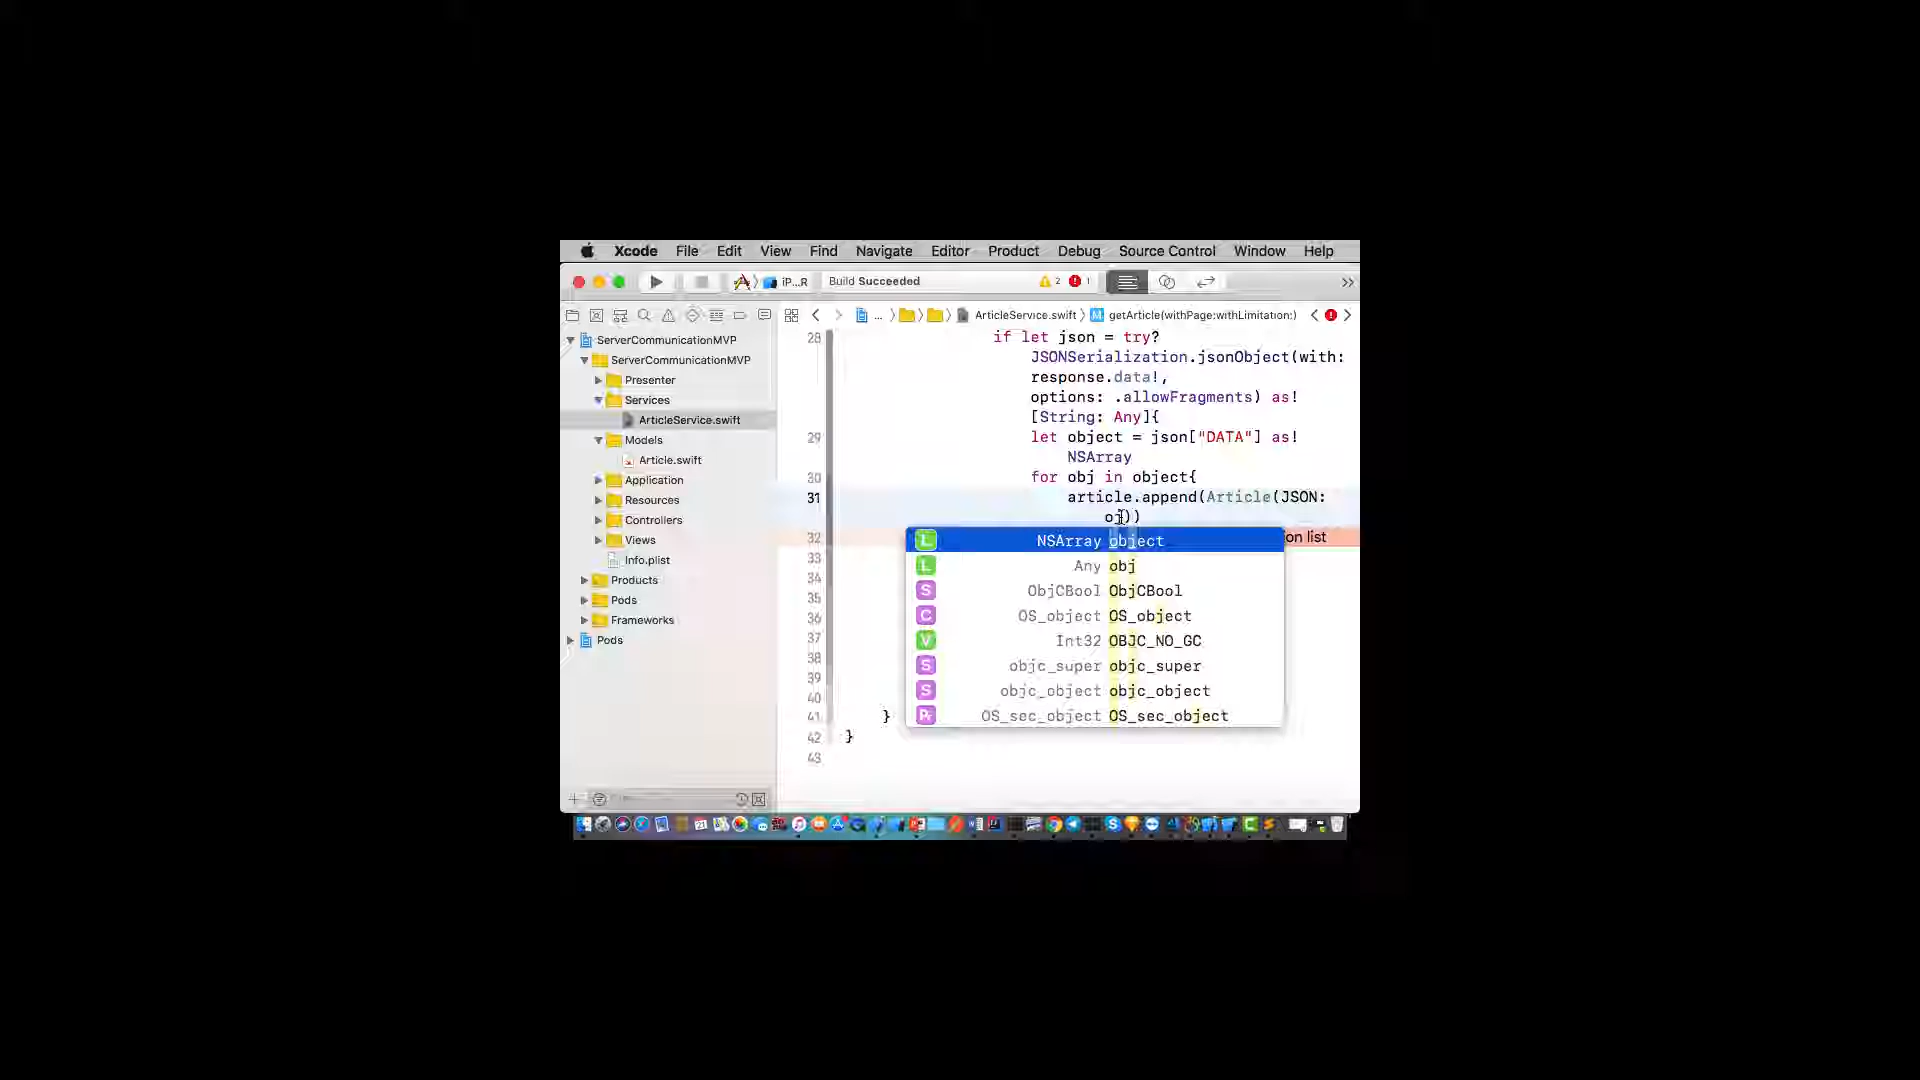 Xcode File Edit View Find Navigate Editor Product Debug Source Control Window Help
iP...R Build Succeeded 2 1
... ArticleService.swift getArticle(withPage:withLimitation:)
ServerCommunicationMVP
ServerCommunicationMVP
Presenter
Services
ArticleService.swift
Models
Article.swift
Application
Resources
Controllers
Views
Info.plist
Products
Pods
Frameworks
Pods
28 if let json = try?
JSONSerialization.jsonObject(with:
response.data!,
options: .allowFragments) as!
[String: Any]{
29 let object = json["DATA"] as!
NSArray
30 for obj in object{
31 article.append(Article(JSON:
oj))
32 on list
33
34
35
36
37
38
39
40
41 }
42 }
43
L NSArray object
L Any obj
S ObjCBool ObjCBool
C OS_object OS_object
V Int32 OBJC_NO_GC
S objc_super objc_super
S objc_object objc_object
Pr OS_sec_object OS_sec_object